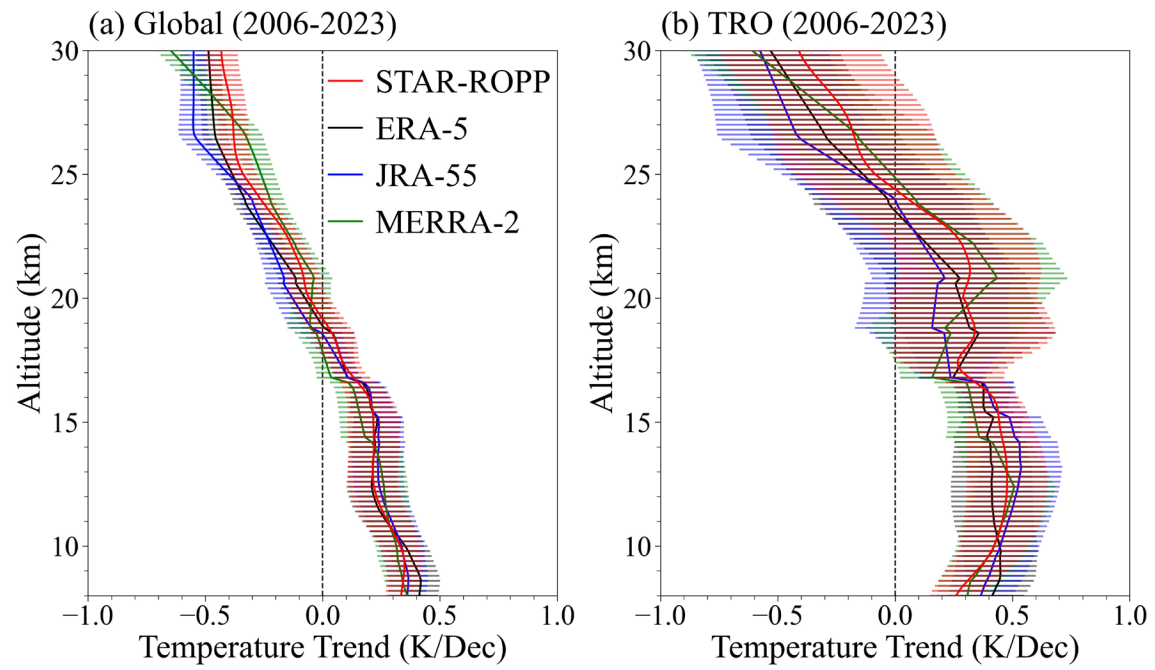 (a) Global (2006-2023)
(b) TRO (2006-2023)
30
25
20
15
10
Altitude (km)
STAR-ROPP
ERA-5
JRA-55
MERRA-2
−1.0 −0.5 0.0 0.5 1.0
Temperature Trend (K/Dec)
30
25
20
15
10
Altitude (km)
−1.0 −0.5 0.0 0.5 1.0
Temperature Trend (K/Dec)